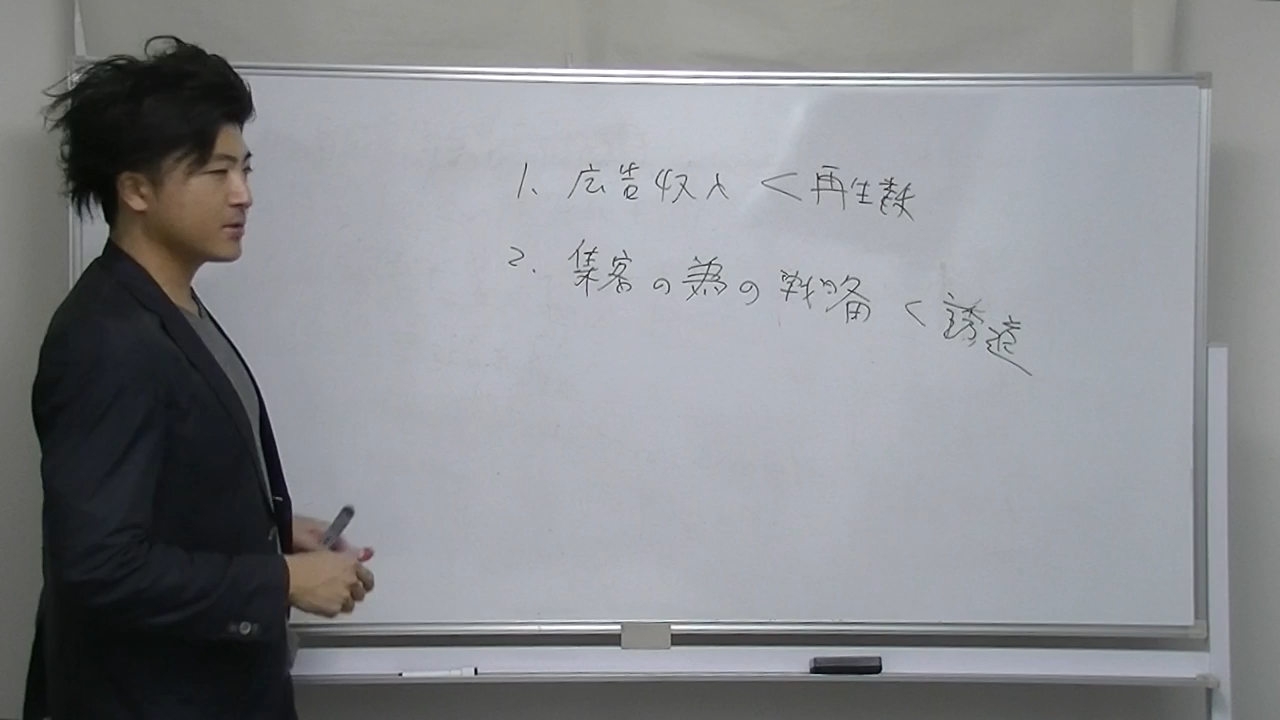 1. 広告収入 < 再生数
2. 集客の為の戦略 < 誘導